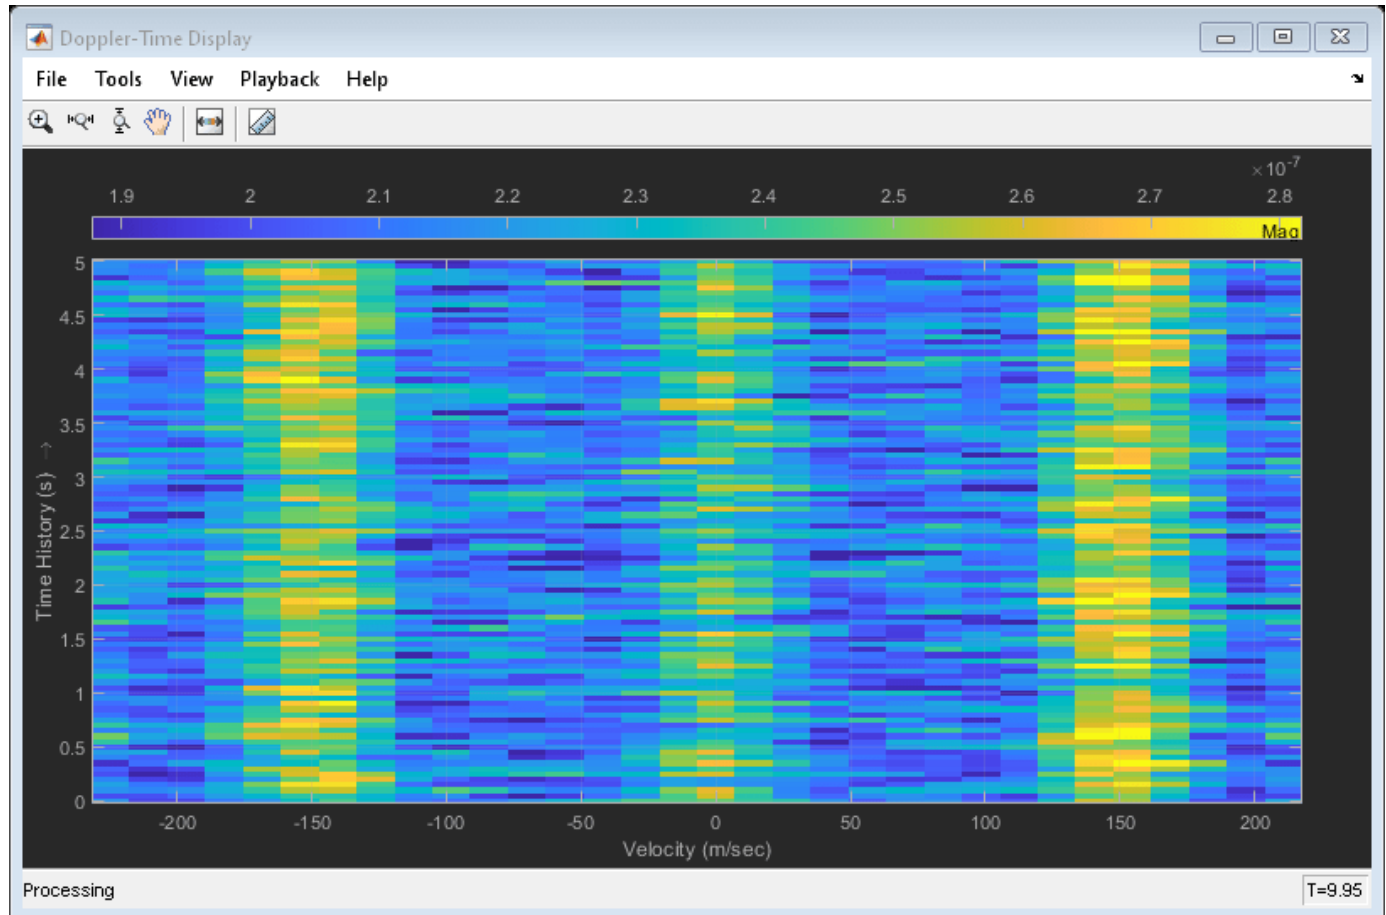 Doppler-Time Display
File Tools View Playback Help
×10-7
1.9 2 2.1 2.2 2.3 2.4 2.5 2.6 2.7 2.8
Mag
5
4.5
4
3.5
3
2.5
2
1.5
1
0.5
0
Time History (s) →
-200 -150 -100 -50 0 50 100 150 200
Velocity (m/sec)
Processing T=9.95